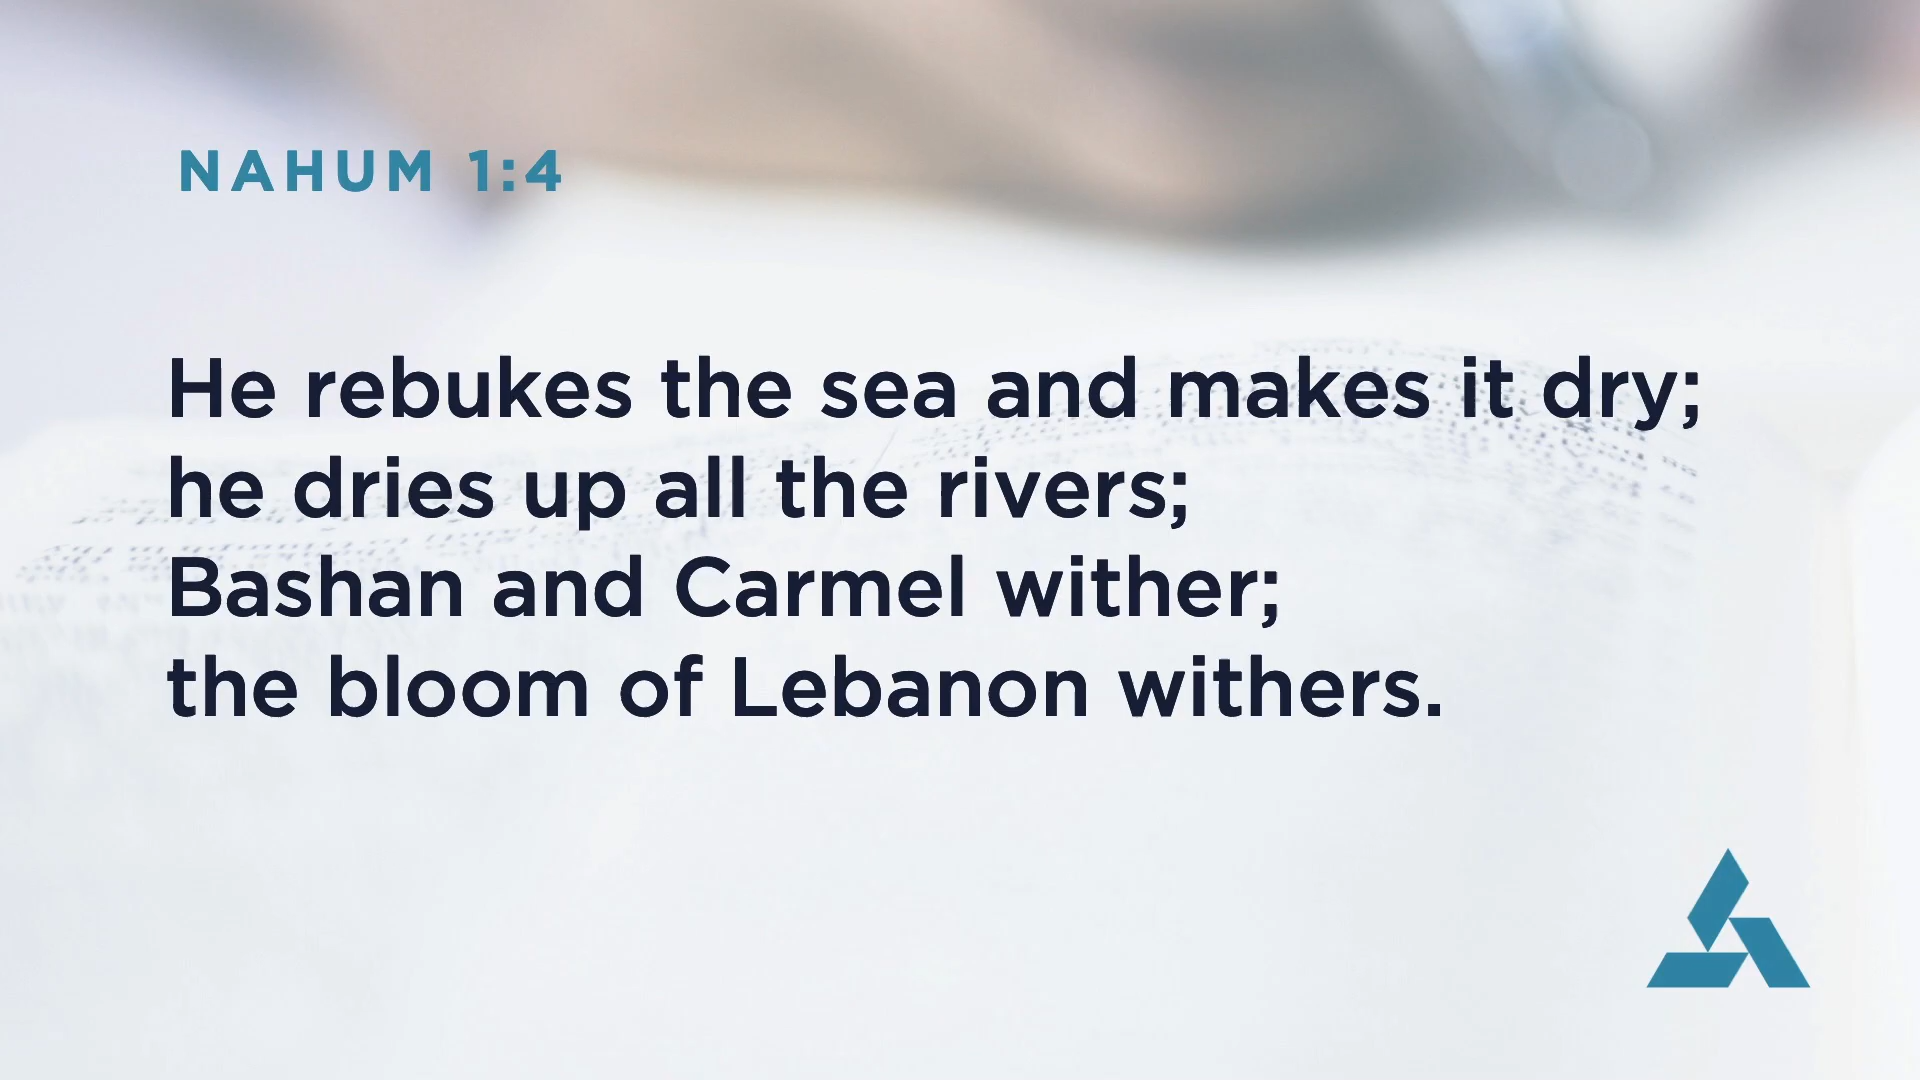 NAHUM 1:4
He rebukes the sea and makes it dry;
he dries up all the rivers;
Bashan and Carmel wither;
the bloom of Lebanon withers.